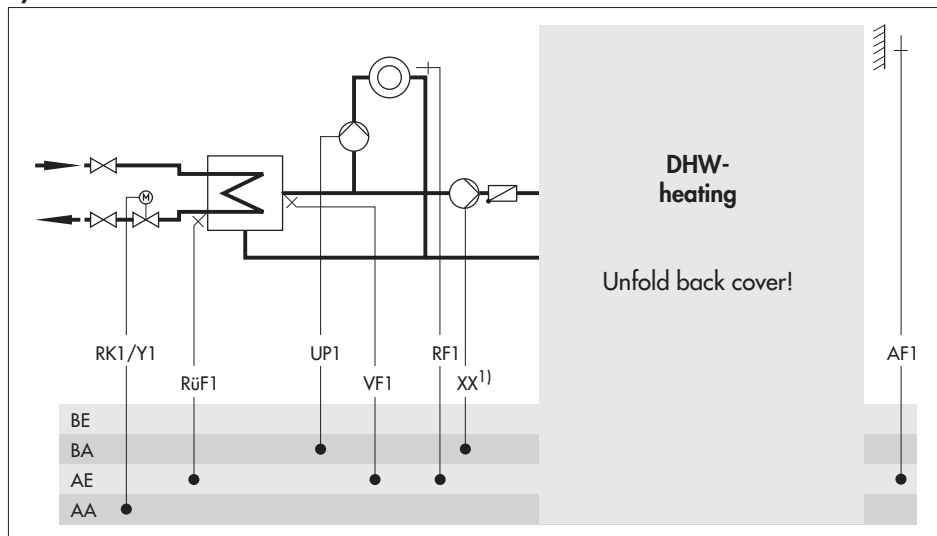 M
DHW-
heating
Unfold back cover!
RK1/Y1
UP1
RF1
AF1
RüF1
VF1
XX1)
BE
BA
AE
AA